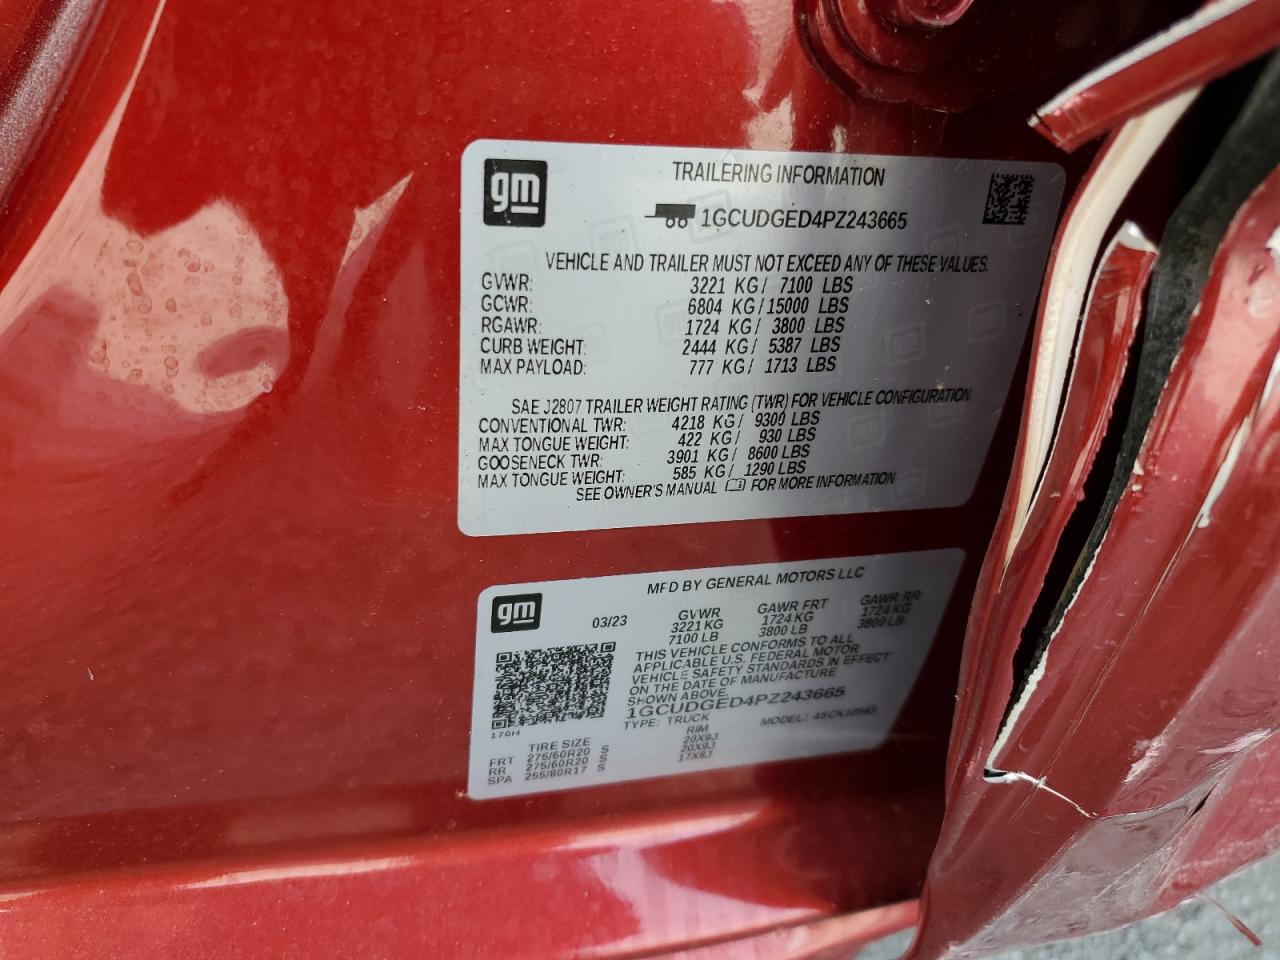 gm
TRAILERING INFORMATION
1GCUDGED4PZ243665
VEHICLE AND TRAILER MUST NOT EXCEED ANY OF THESE VALUES.
GVWR: 3221 KG/ 7100 LBS
GCWR: 6804 KG/15000 LBS
RGAWR: 1724 KG/ 3800 LBS
CURB WEIGHT: 2444 KG/ 5387 LBS
MAX PAYLOAD: 777 KG/ 1713 LBS
SAE J2807 TRAILER WEIGHT RATING (TWR) FOR VEHICLE CONFIGURATION
CONVENTIONAL TWR: 4218 KG/ 9300 LBS
MAX TONGUE WEIGHT: 422 KG/ 930 LBS
GOOSENECK TWR: 3901 KG/ 8600 LBS
MAX TONGUE WEIGHT: 585 KG/ 1290 LBS
SEE OWNER'S MANUAL FOR MORE INFORMATION
gm
MFD BY GENERAL MOTORS LLC
03/23 GVWR GAWR FRT GAWR RR
3221 KG 1724 KG 1724 KG
7100 LB 3800 LB 3800 LB
THIS VEHICLE CONFORMS TO ALL
APPLICABLE U.S. FEDERAL MOTOR
VEHICLE SAFETY STANDARDS IN EFFECT
ON THE DATE OF MANUFACTURE
SHOWN ABOVE.
1GCUDGED4PZ243665
TYPE: TRUCK MODEL:
170H
TIRE SIZE RIM
FRT 275/60R20 S 20X9J
RR 275/60R20 S 20X9J
SPA 255/80R17 S 17X8J